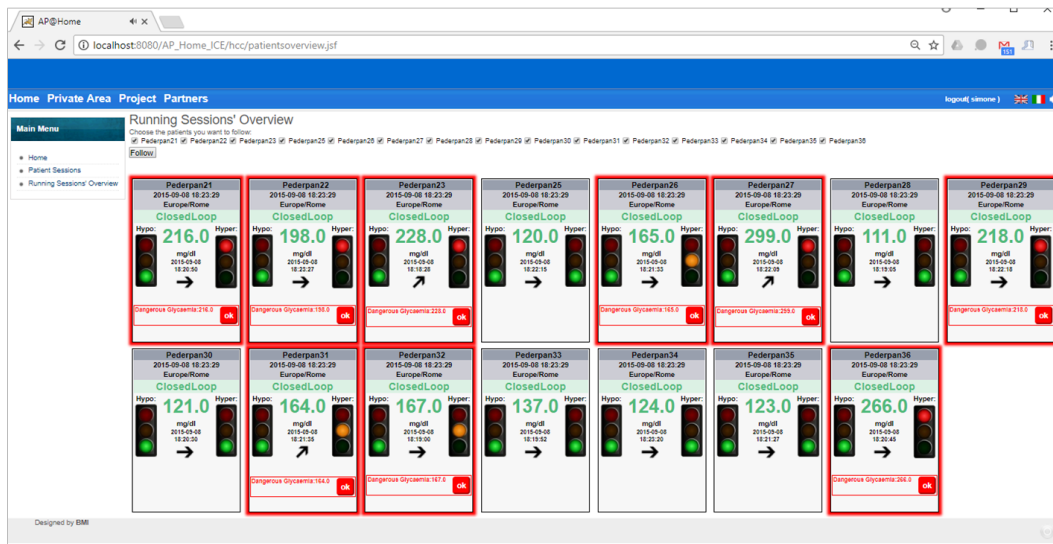 AP@Home
localhost:8080/AP_Home_ICE/hcc/patientsoverview.jsf
151
Home Private Area Project Partners
logout( simone )
Main Menu
Home
Patient Sessions
Running Sessions' Overview
Running Sessions' Overview
Choose the patients you want to follow:
Pederpan21 Pederpan22 Pederpan23 Pederpan25 Pederpan26 Pederpan27 Pederpan28 Pederpan29 Pederpan30 Pederpan31 Pederpan32 Pederpan33 Pederpan34 Pederpan35 Pederpan36
Follow
Pederpan21
2015-09-08 18:23:29
Europe/Rome
ClosedLoop
Hypo: 216.0 Hyper:
mg/dl
2015-09-08
18:20:50
Dangerous Glycaemia:216.0 ok
Pederpan22
2015-09-08 18:23:29
Europe/Rome
ClosedLoop
Hypo: 198.0 Hyper:
mg/dl
2015-09-08
18:23:27
Dangerous Glycaemia:198.0 ok
Pederpan23
2015-09-08 18:23:29
Europe/Rome
ClosedLoop
Hypo: 228.0 Hyper:
mg/dl
2015-09-08
18:18:28
Dangerous Glycaemia:228.0 ok
Pederpan25
2015-09-08 18:23:29
Europe/Rome
ClosedLoop
Hypo: 120.0 Hyper:
mg/dl
2015-09-08
18:22:15
Pederpan26
2015-09-08 18:23:29
Europe/Rome
ClosedLoop
Hypo: 165.0 Hyper:
mg/dl
2015-09-08
18:21:33
Dangerous Glycaemia:165.0 ok
Pederpan27
2015-09-08 18:23:29
Europe/Rome
ClosedLoop
Hypo: 299.0 Hyper:
mg/dl
2015-09-08
18:22:09
Dangerous Glycaemia:299.0 ok
Pederpan28
2015-09-08 18:23:29
Europe/Rome
ClosedLoop
Hypo: 111.0 Hyper:
mg/dl
2015-09-08
18:19:05
Pederpan29
2015-09-08 18:23:29
Europe/Rome
ClosedLoop
Hypo: 218.0 Hyper:
mg/dl
2015-09-08
18:22:18
Dangerous Glycaemia:218.0 ok
Pederpan30
2015-09-08 18:23:29
Europe/Rome
ClosedLoop
Hypo: 121.0 Hyper:
mg/dl
2015-09-08
18:20:30
Pederpan31
2015-09-08 18:23:29
Europe/Rome
ClosedLoop
Hypo: 164.0 Hyper:
mg/dl
2015-09-08
18:21:35
Dangerous Glycaemia:164.0 ok
Pederpan32
2015-09-08 18:23:29
Europe/Rome
ClosedLoop
Hypo: 167.0 Hyper:
mg/dl
2015-09-08
18:19:00
Dangerous Glycaemia:167.0 ok
Pederpan33
2015-09-08 18:23:29
Europe/Rome
ClosedLoop
Hypo: 137.0 Hyper:
mg/dl
2015-09-08
18:19:52
Pederpan34
2015-09-08 18:23:29
Europe/Rome
ClosedLoop
Hypo: 124.0 Hyper:
mg/dl
2015-09-08
18:23:20
Pederpan35
2015-09-08 18:23:29
Europe/Rome
ClosedLoop
Hypo: 123.0 Hyper:
mg/dl
2015-09-08
18:21:27
Pederpan36
2015-09-08 18:23:29
Europe/Rome
ClosedLoop
Hypo: 266.0 Hyper:
mg/dl
2015-09-08
18:20:45
Dangerous Glycaemia:266.0 ok
Designed by BMI